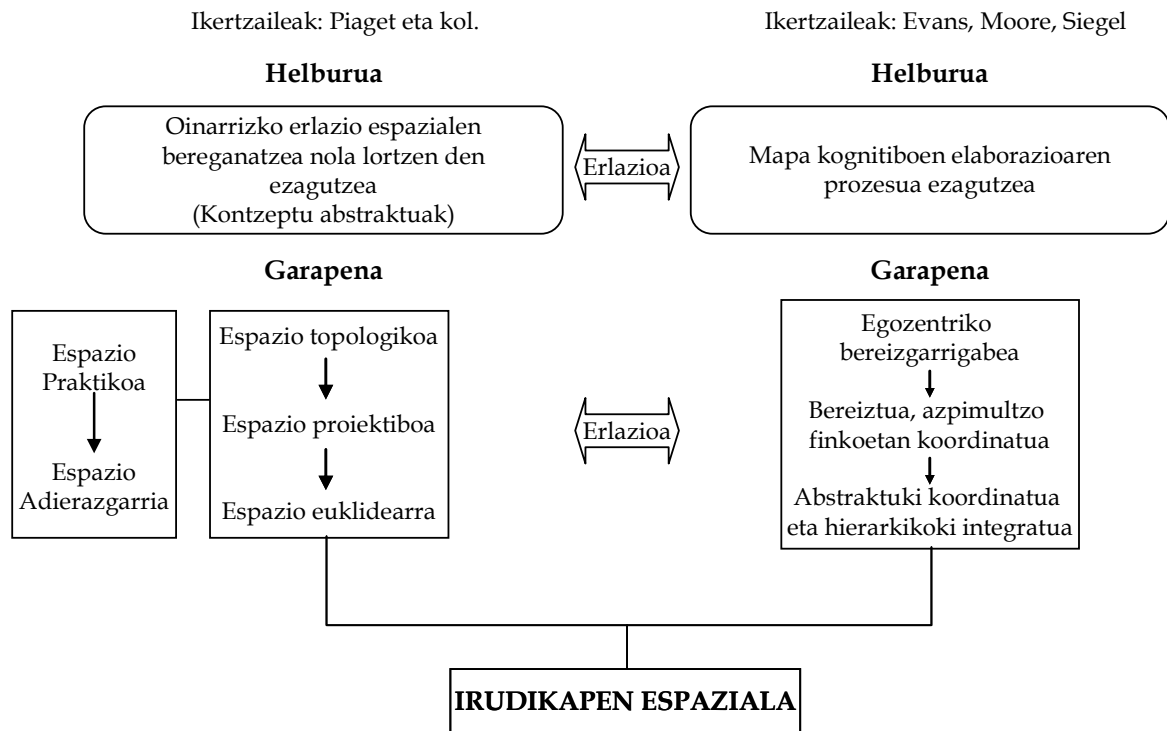 Ikertzaileak: Piaget eta kol.
Ikertzaileak: Evans, Moore, Siegel
Helburua
Helburua
Oinarrizko erlazio espazialen
bereganatzea nola lortzen den
ezagutzea
(Kontzeptu abstraktuak)
Erlazioa
Mapa kognitiboen elaborazioaren
prozesua ezagutzea
Garapena
Garapena
Espazio
Praktikoa
Espazio
Adierazgarria
Espazio topologikoa
Espazio proiektiboa
Espazio euklidearra
Erlazioa
Egozentriko
bereizgarrigabea
Bereiztua, azpimultzo
finkoetan koordinatua
Abstraktuki koordinatua
eta hierarkikoki integratua
IRUDIKAPEN ESPAZIALA